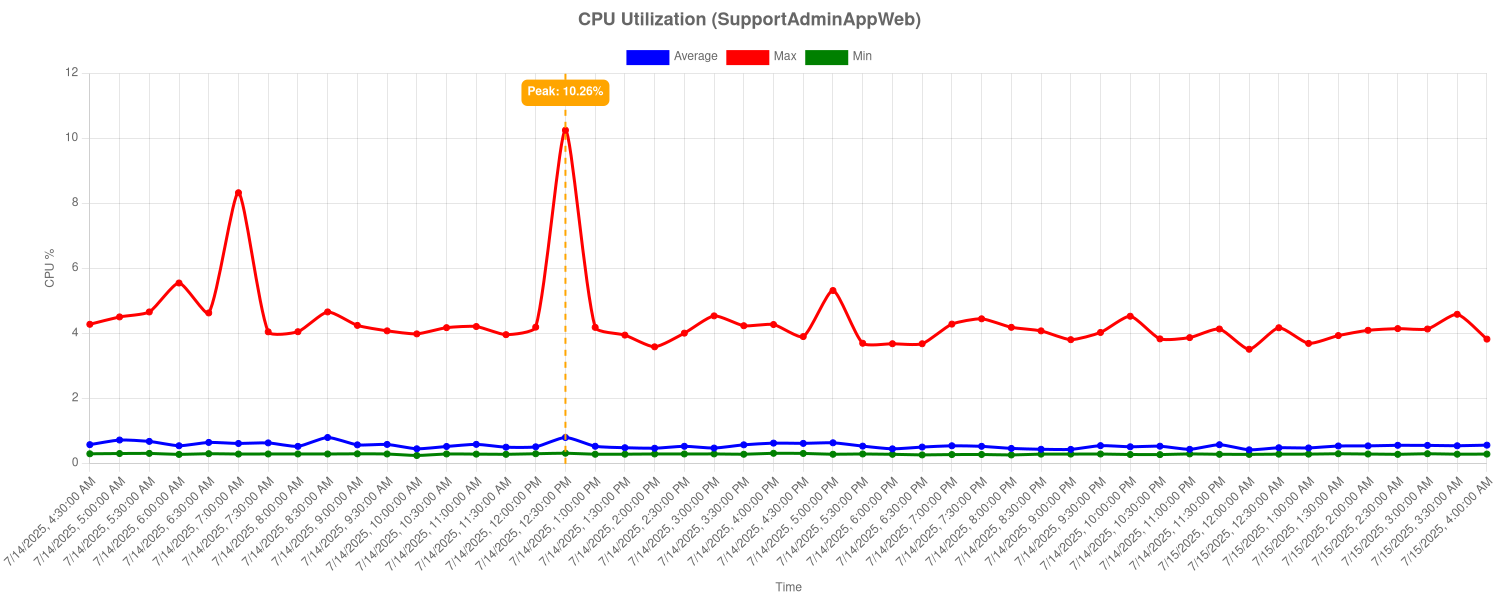 CPU Utilization (SupportAdminAppWeb)
Average Max Min
Peak: 10.26%
12
10
8
6
4
2
0
CPU %
7/14/2025, 4:30:00 AM
7/14/2025, 5:00:00 AM
7/14/2025, 5:30:00 AM
7/14/2025, 6:00:00 AM
7/14/2025, 6:30:00 AM
7/14/2025, 7:00:00 AM
7/14/2025, 7:30:00 AM
7/14/2025, 8:00:00 AM
7/14/2025, 8:30:00 AM
7/14/2025, 9:00:00 AM
7/14/2025, 9:30:00 AM
7/14/2025, 10:00:00 AM
7/14/2025, 10:30:00 AM
7/14/2025, 11:00:00 AM
7/14/2025, 11:30:00 AM
7/14/2025, 12:00:00 PM
7/14/2025, 12:30:00 PM
7/14/2025, 1:00:00 PM
7/14/2025, 1:30:00 PM
7/14/2025, 2:00:00 PM
7/14/2025, 2:30:00 PM
7/14/2025, 3:00:00 PM
7/14/2025, 3:30:00 PM
7/14/2025, 4:00:00 PM
7/14/2025, 4:30:00 PM
7/14/2025, 5:00:00 PM
7/14/2025, 5:30:00 PM
7/14/2025, 6:00:00 PM
7/14/2025, 6:30:00 PM
7/14/2025, 7:00:00 PM
7/14/2025, 7:30:00 PM
7/14/2025, 8:00:00 PM
7/14/2025, 8:30:00 PM
7/14/2025, 9:00:00 PM
7/14/2025, 9:30:00 PM
7/14/2025, 10:00:00 PM
7/14/2025, 10:30:00 PM
7/14/2025, 11:00:00 PM
7/14/2025, 11:30:00 PM
7/15/2025, 12:00:00 AM
7/15/2025, 12:30:00 AM
7/15/2025, 1:00:00 AM
7/15/2025, 1:30:00 AM
7/15/2025, 2:00:00 AM
7/15/2025, 2:30:00 AM
7/15/2025, 3:00:00 AM
7/15/2025, 3:30:00 AM
7/15/2025, 4:00:00 AM
Time